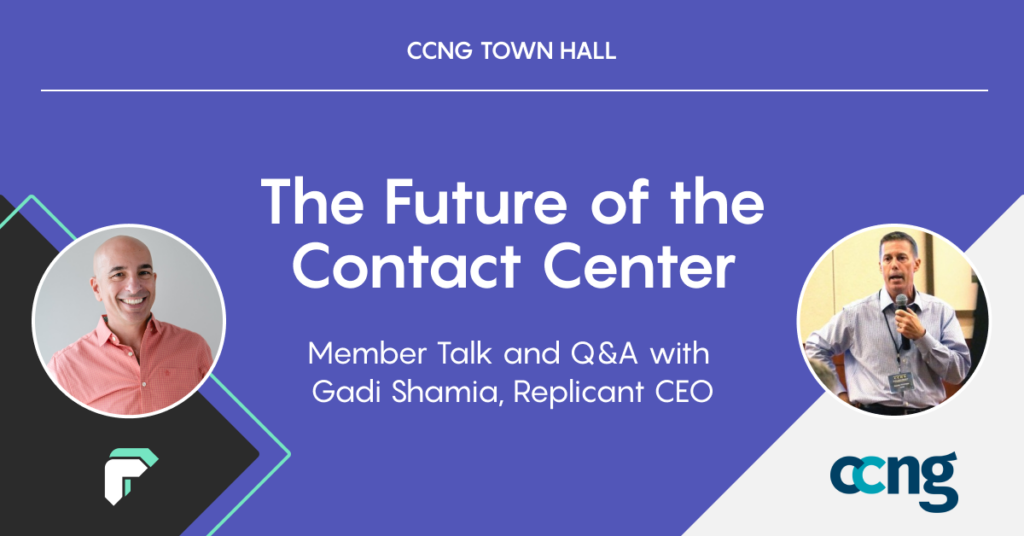 CCNG TOWN HALL
The Future of the
Contact Center
Member Talk and Q&A with
Gadi Shamia, Replicant CEO
ccng